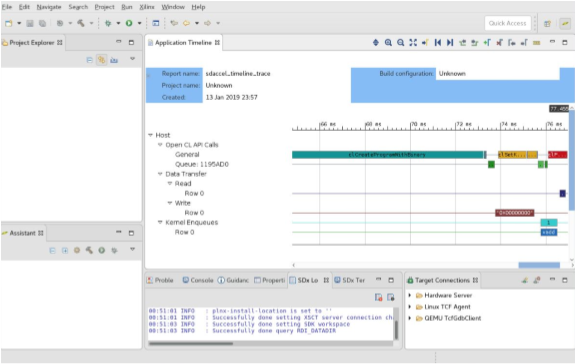 File Edit Navigate Search Project Run Xilinx Window Help
Quick Access
Project Explorer
Application Timeline
Report name: sdaccel_timeline_trace
Build configuration: Unknown
Project name: Unknown
Created: 13 Jan 2019 23:57
66 ms 68 ms 70 ms 72 ms 74 ms 76 ms
Host
Open CL API Calls
General
clCreateProgramWithBinary
clSett
Queue: 1195AD0
Data Transfer
Read
Row 0
Write
Row 0
Kernel Enqueues
1
Row 0
vadd
Assistant
Profile Console Guidanc Properti SDx Lo SDx Ter
Target Connections
00:51:01 INFO : plnx-install-location is set to ''
00:51:01 INFO : Successfully done setting XSCT server connection ch
00:51:03 INFO : Successfully done setting SDK workspace
00:51:03 INFO : Successfully done query RDI_DATADIR
Hardware Server
Linux TCF Agent
QEMU TcfGdbClient